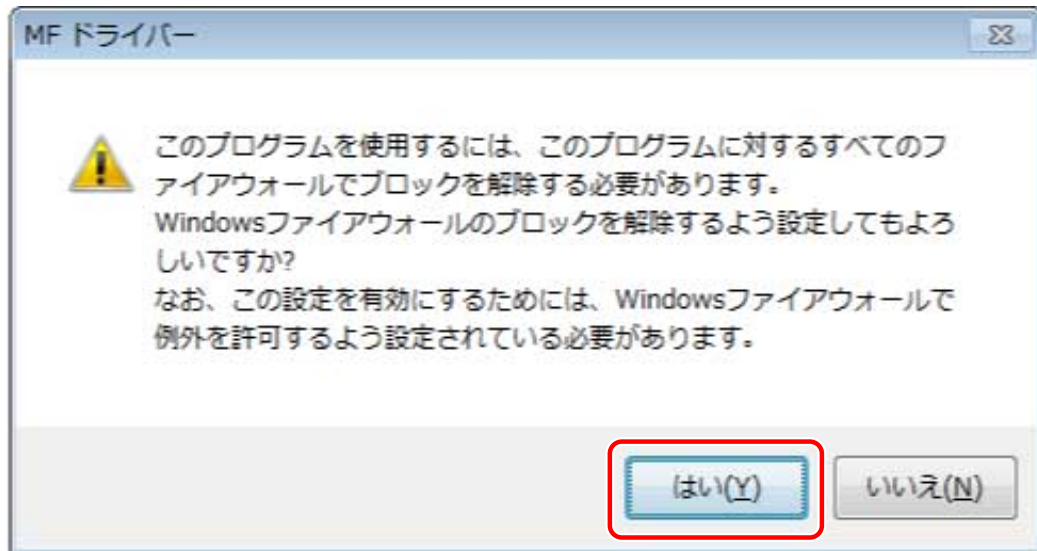 MF ドライバー
このプログラムを使用するには、このプログラムに対するすべてのフ
ァイアウォールでブロックを解除する必要があります。
Windowsファイアウォールのブロックを解除するよう設定してもよろ
しいですか?
なお、この設定を有効にするためには、Windowsファイアウォールで
例外を許可するよう設定されている必要があります。
はい(Y)
いいえ(N)